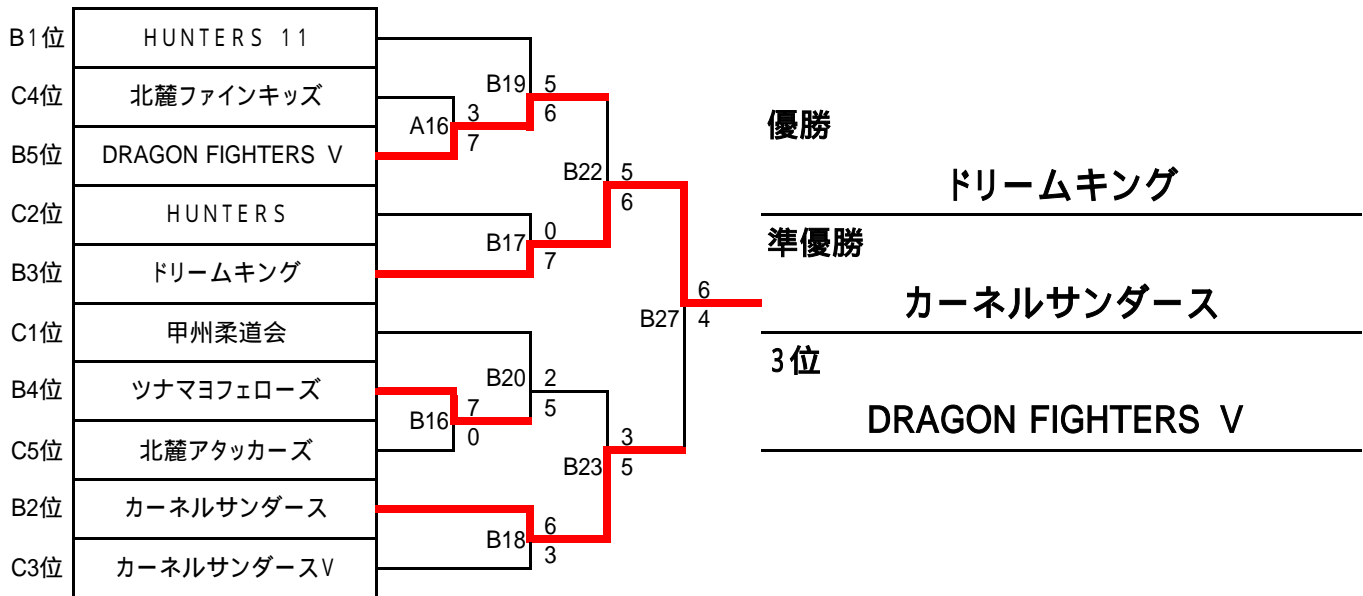 B1位 HUNTERS 11
B19 5
C4位 北麓ファインキッズ
6
A16 3
7
優勝
B5位 DRAGON FIGHTERS V
B22 5
6
ドリームキング
C2位 HUNTERS
B17 0
7
準優勝
B3位 ドリームキング
6
B27 4
カーネルサンダース
C1位 甲州柔道会
3位
B20 2
5
B4位 ツナマヨフェローズ
7
B16 0
DRAGON FIGHTERS V
C5位 北麓アタッカーズ
3
B23 5
B2位 カーネルサンダース
6
B18 3
C3位 カーネルサンダースV